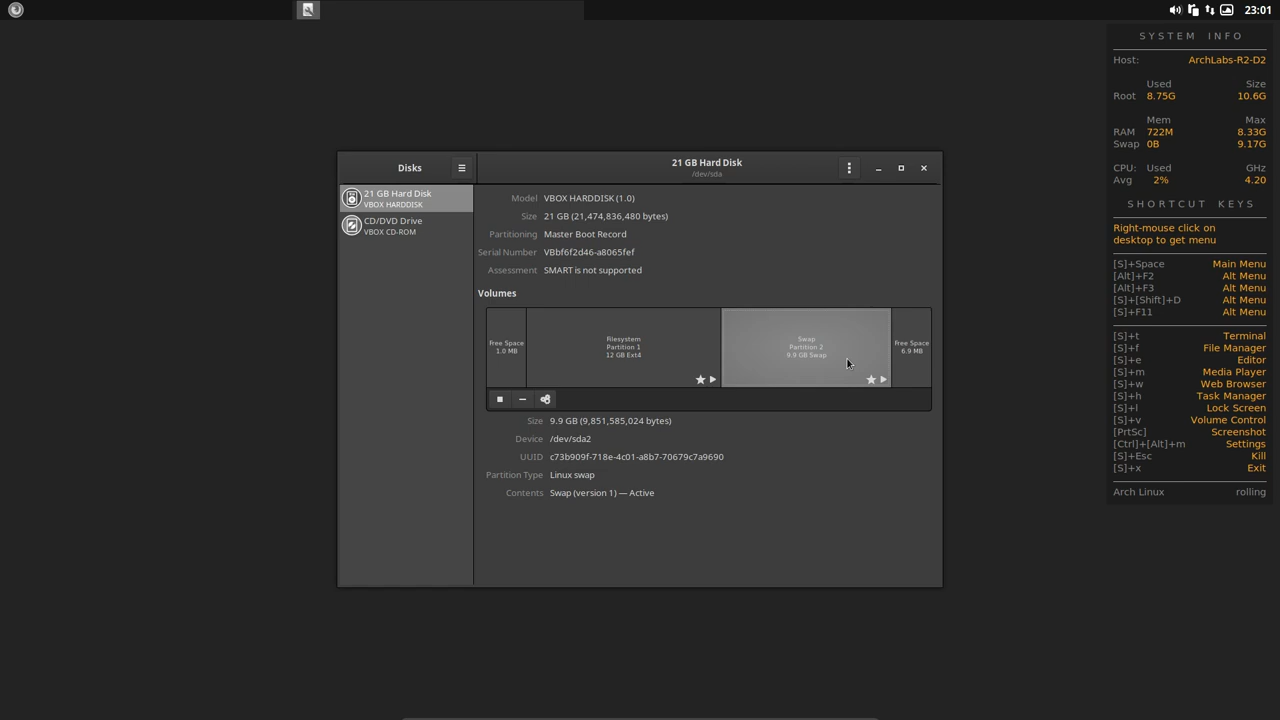 23:01
SYSTEM INFO
Host: ArchLabs-R2-D2
Used Size
Root 8.75G 10.6G
Mem Max
RAM 722M 8.33G
Swap 0B 9.17G
CPU: Used GHz
Avg 2% 4.20
SHORTCUT KEYS
Right-mouse click on
desktop to get menu
[S]+Space Main Menu
[Alt]+F2 Alt Menu
[Alt]+F3 Alt Menu
[S]+[Shift]+D Alt Menu
[S]+F11 Alt Menu
[S]+t Terminal
[S]+f File Manager
[S]+e Editor
[S]+m Media Player
[S]+w Web Browser
[S]+h Task Manager
[S]+l Lock Screen
[S]+v Volume Control
[PrtSc] Screenshot
[Ctrl]+[Alt]+m Settings
[S]+Esc Kill
[S]+x Exit
Arch Linux rolling
Disks
21 GB Hard Disk
/dev/sda
21 GB Hard Disk
VBOX HARDDISK
CD/DVD Drive
VBOX CD-ROM
Model VBOX HARDDISK (1.0)
Size 21 GB (21,474,836,480 bytes)
Partitioning Master Boot Record
Serial Number VBbf6f2d46-a8065fef
Assessment SMART is not supported
Volumes
Free Space
1.0 MB
Filesystem
Partition 1
12 GB Ext4
Swap
Partition 2
9.9 GB Swap
Free Space
6.9 MB
Size 9.9 GB (9,851,585,024 bytes)
Device /dev/sda2
UUID c73b909f-718e-4c01-a8b7-70679c7a9690
Partition Type Linux swap
Contents Swap (version 1) — Active